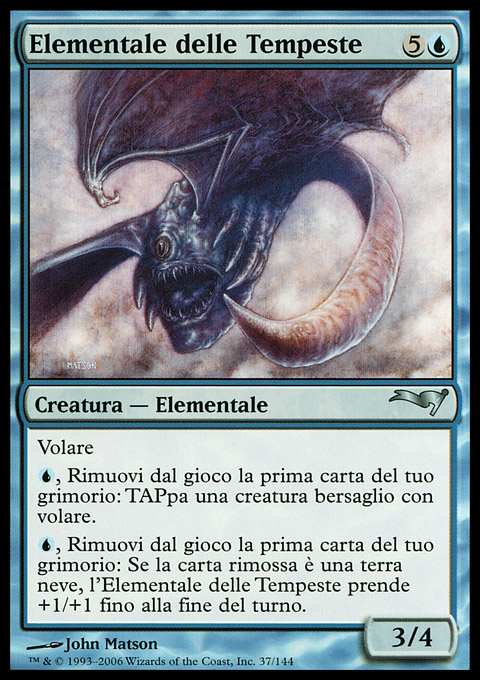 Elementale delle Tempeste 5
MATSON
Creatura — Elementale
Volare
, Rimuovi dal gioco la prima carta del tuo
grimorio: TAPpa una creatura bersaglio con
volare.
, Rimuovi dal gioco la prima carta del tuo
grimorio: Se la carta rimossa è una terra
neve, l'Elementale delle Tempeste prende
+1/+1 fino alla fine del turno.
3/4
John Matson
™ & © 1993–2006 Wizards of the Coast, Inc. 37/144